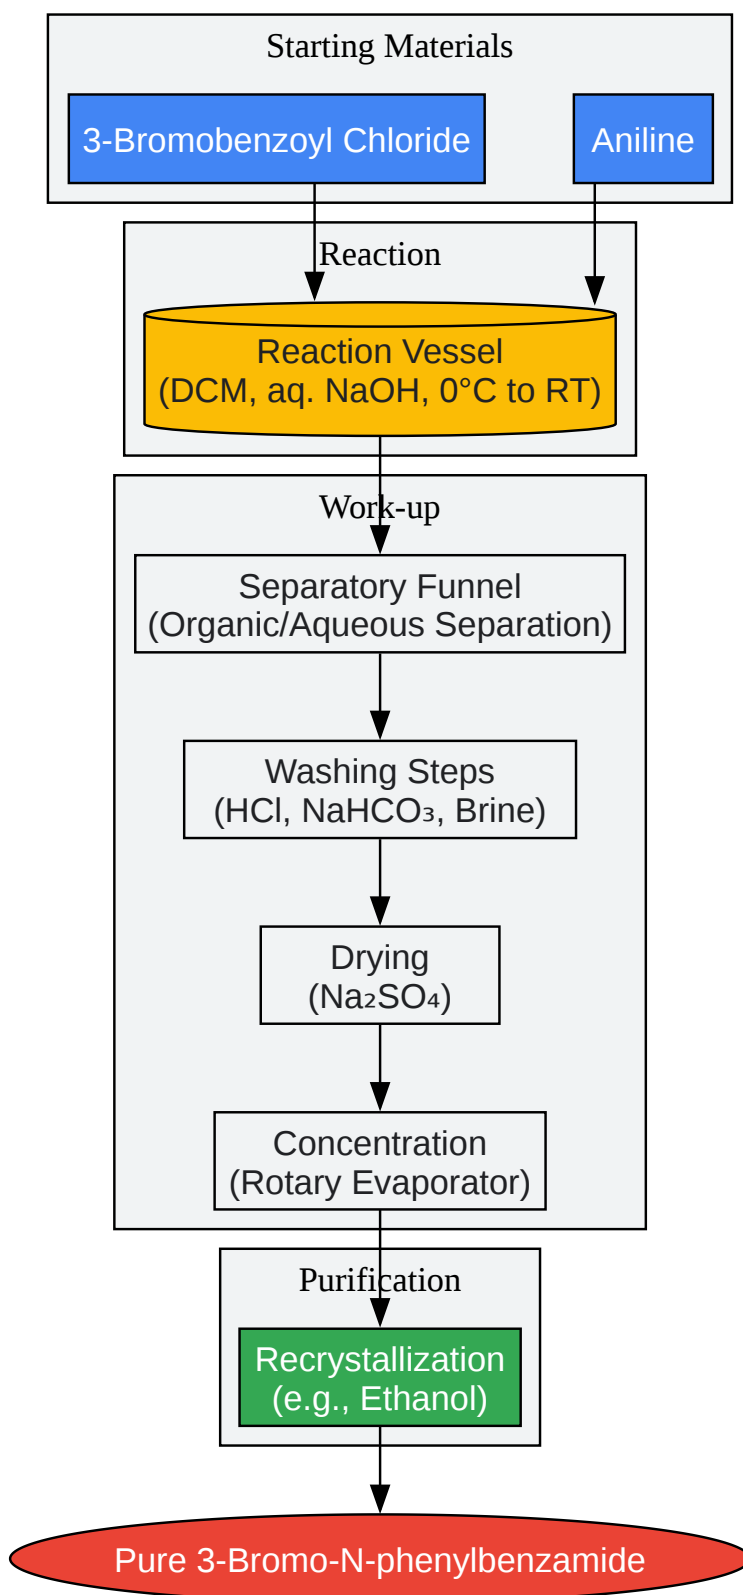 Starting Materials
3-Bromobenzoyl Chloride
Aniline
Reaction
Reaction Vessel
(DCM, aq. NaOH, 0°C to RT)
Work-up
Separatory Funnel
(Organic/Aqueous Separation)
Washing Steps
(HCl, NaHCO₃, Brine)
Drying
(Na₂SO₄)
Concentration
(Rotary Evaporator)
Purification
Recrystallization
(e.g., Ethanol)
Pure 3-Bromo-N-phenylbenzamide